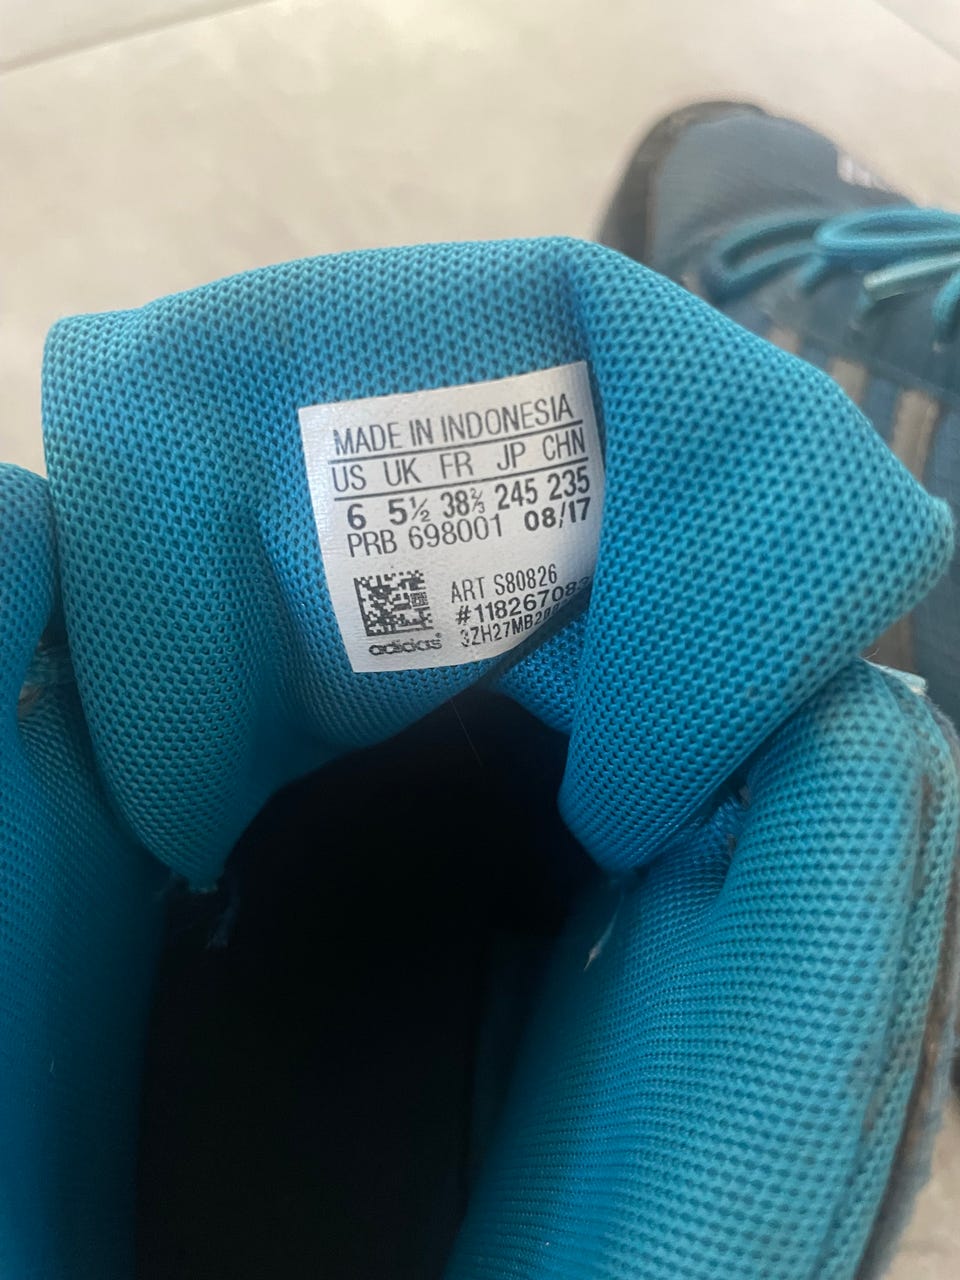 MADE IN INDONESIA
US UK FR JP CHN
6 5½ 38⅔ 245 235
PRB 698001 08/17
ART S80826
adidas